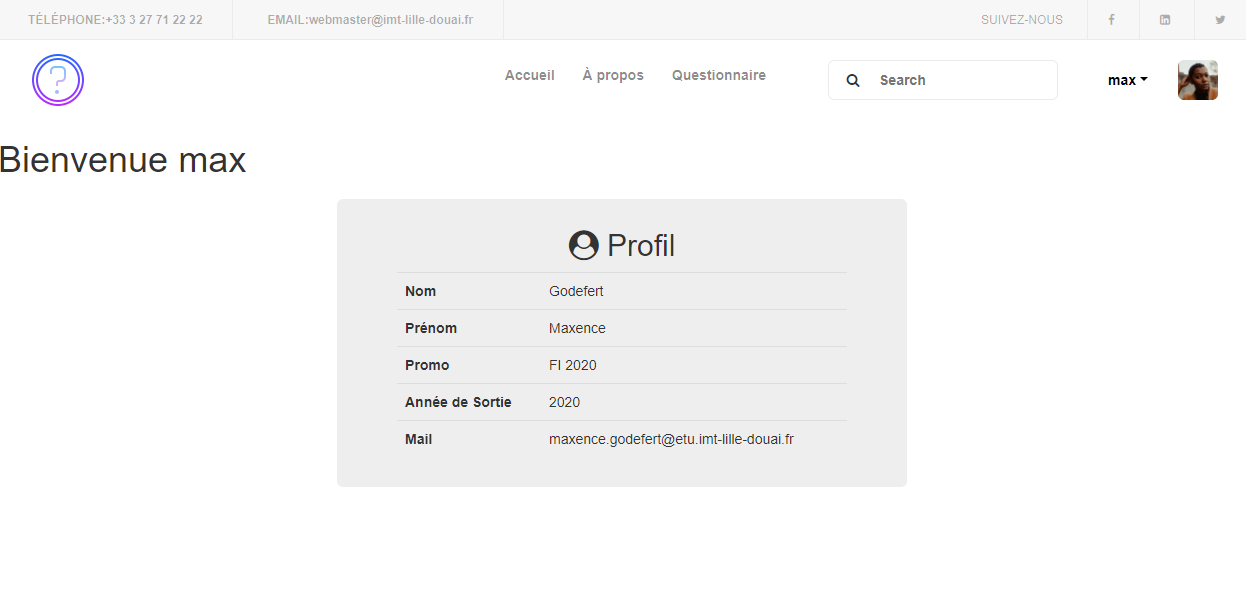 TÉLÉPHONE:+33 3 27 71 22 22 EMAIL:webmaster@imt-lille-douai.fr SUIVEZ-NOUS
?
Accueil À propos Questionnaire Search max
Bienvenue max
Profil
Nom Godefert
Prénom Maxence
Promo FI 2020
Année de Sortie 2020
Mail maxence.godefert@etu.imt-lille-douai.fr